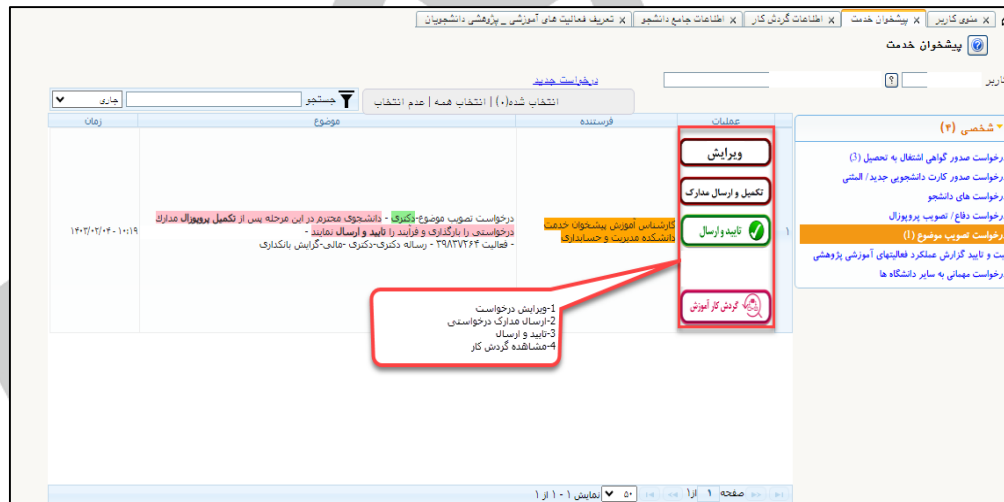 منوی کاربر × پیشخوان خدمت × اطلاعات گردش کار × اطلاعات جامع دانشجو × تعریف فعالیت های آموزشی _ پژوهشی دانشجویان ×
پیشخوان خدمت
کاربر ?
درخواست جدید
انتخاب شده(۰) | انتخاب همه | عدم انتخاب
جستجو
جاری
عملیات فرستنده موضوع زمان
شخصی (۴)
درخواست صدور گواهی اشتغال به تحصیل (3)
درخواست صدور کارت دانشجویی جدید/ المثنی
درخواست های دانشجو
درخواست دفاع/ تصویب پروپوزال
درخواست تصویب موضوع (1)
ثبت و تایید گزارش عملکرد فعالیتهای آموزشی پژوهشی
درخواست مهمانی به سایر دانشگاه ها
۱
ویرایش
تکمیل و ارسال مدارک
تایید و ارسال
گردش کار آموزش
کارشناس آموزش پیشخوان خدمت
دانشکده مدیریت و حسابداری
درخواست تصویب موضوع-دکتری - دانشجوی محترم در این مرحله پس از تکمیل پروپوزال مدارک
درخواستی را بارگذاری و فرآیند را تایید و ارسال نمایند -
- فعالیت ۳۹۸۳۷۲۶۴ - رساله دکتری-دکتری -مالی-گرایش بانکداری
۱۴۰۳/۰۲/۰۴ - ۱۰:۱۹
1-ویرایش درخواست
2-ارسال مدارک درخواستی
3-تایید و ارسال
4-مشاهده گردش کار
صفحه ۱ از۱ ۵۰ نمایش ۱ - ۱ از ۱